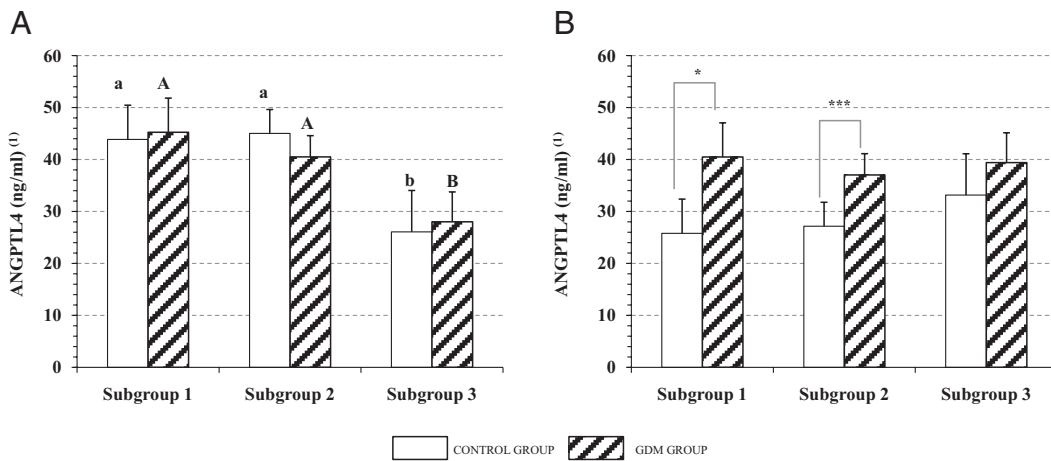 A
60
50
40
30
20
10
0
ANGPTL4 (ng/ml) (1)
a A a A b B
Subgroup 1 Subgroup 2 Subgroup 3
B
60
50
40
30
20
10
0
ANGPTL4 (ng/ml) (1)
* ***
Subgroup 1 Subgroup 2 Subgroup 3
CONTROL GROUP GDM GROUP